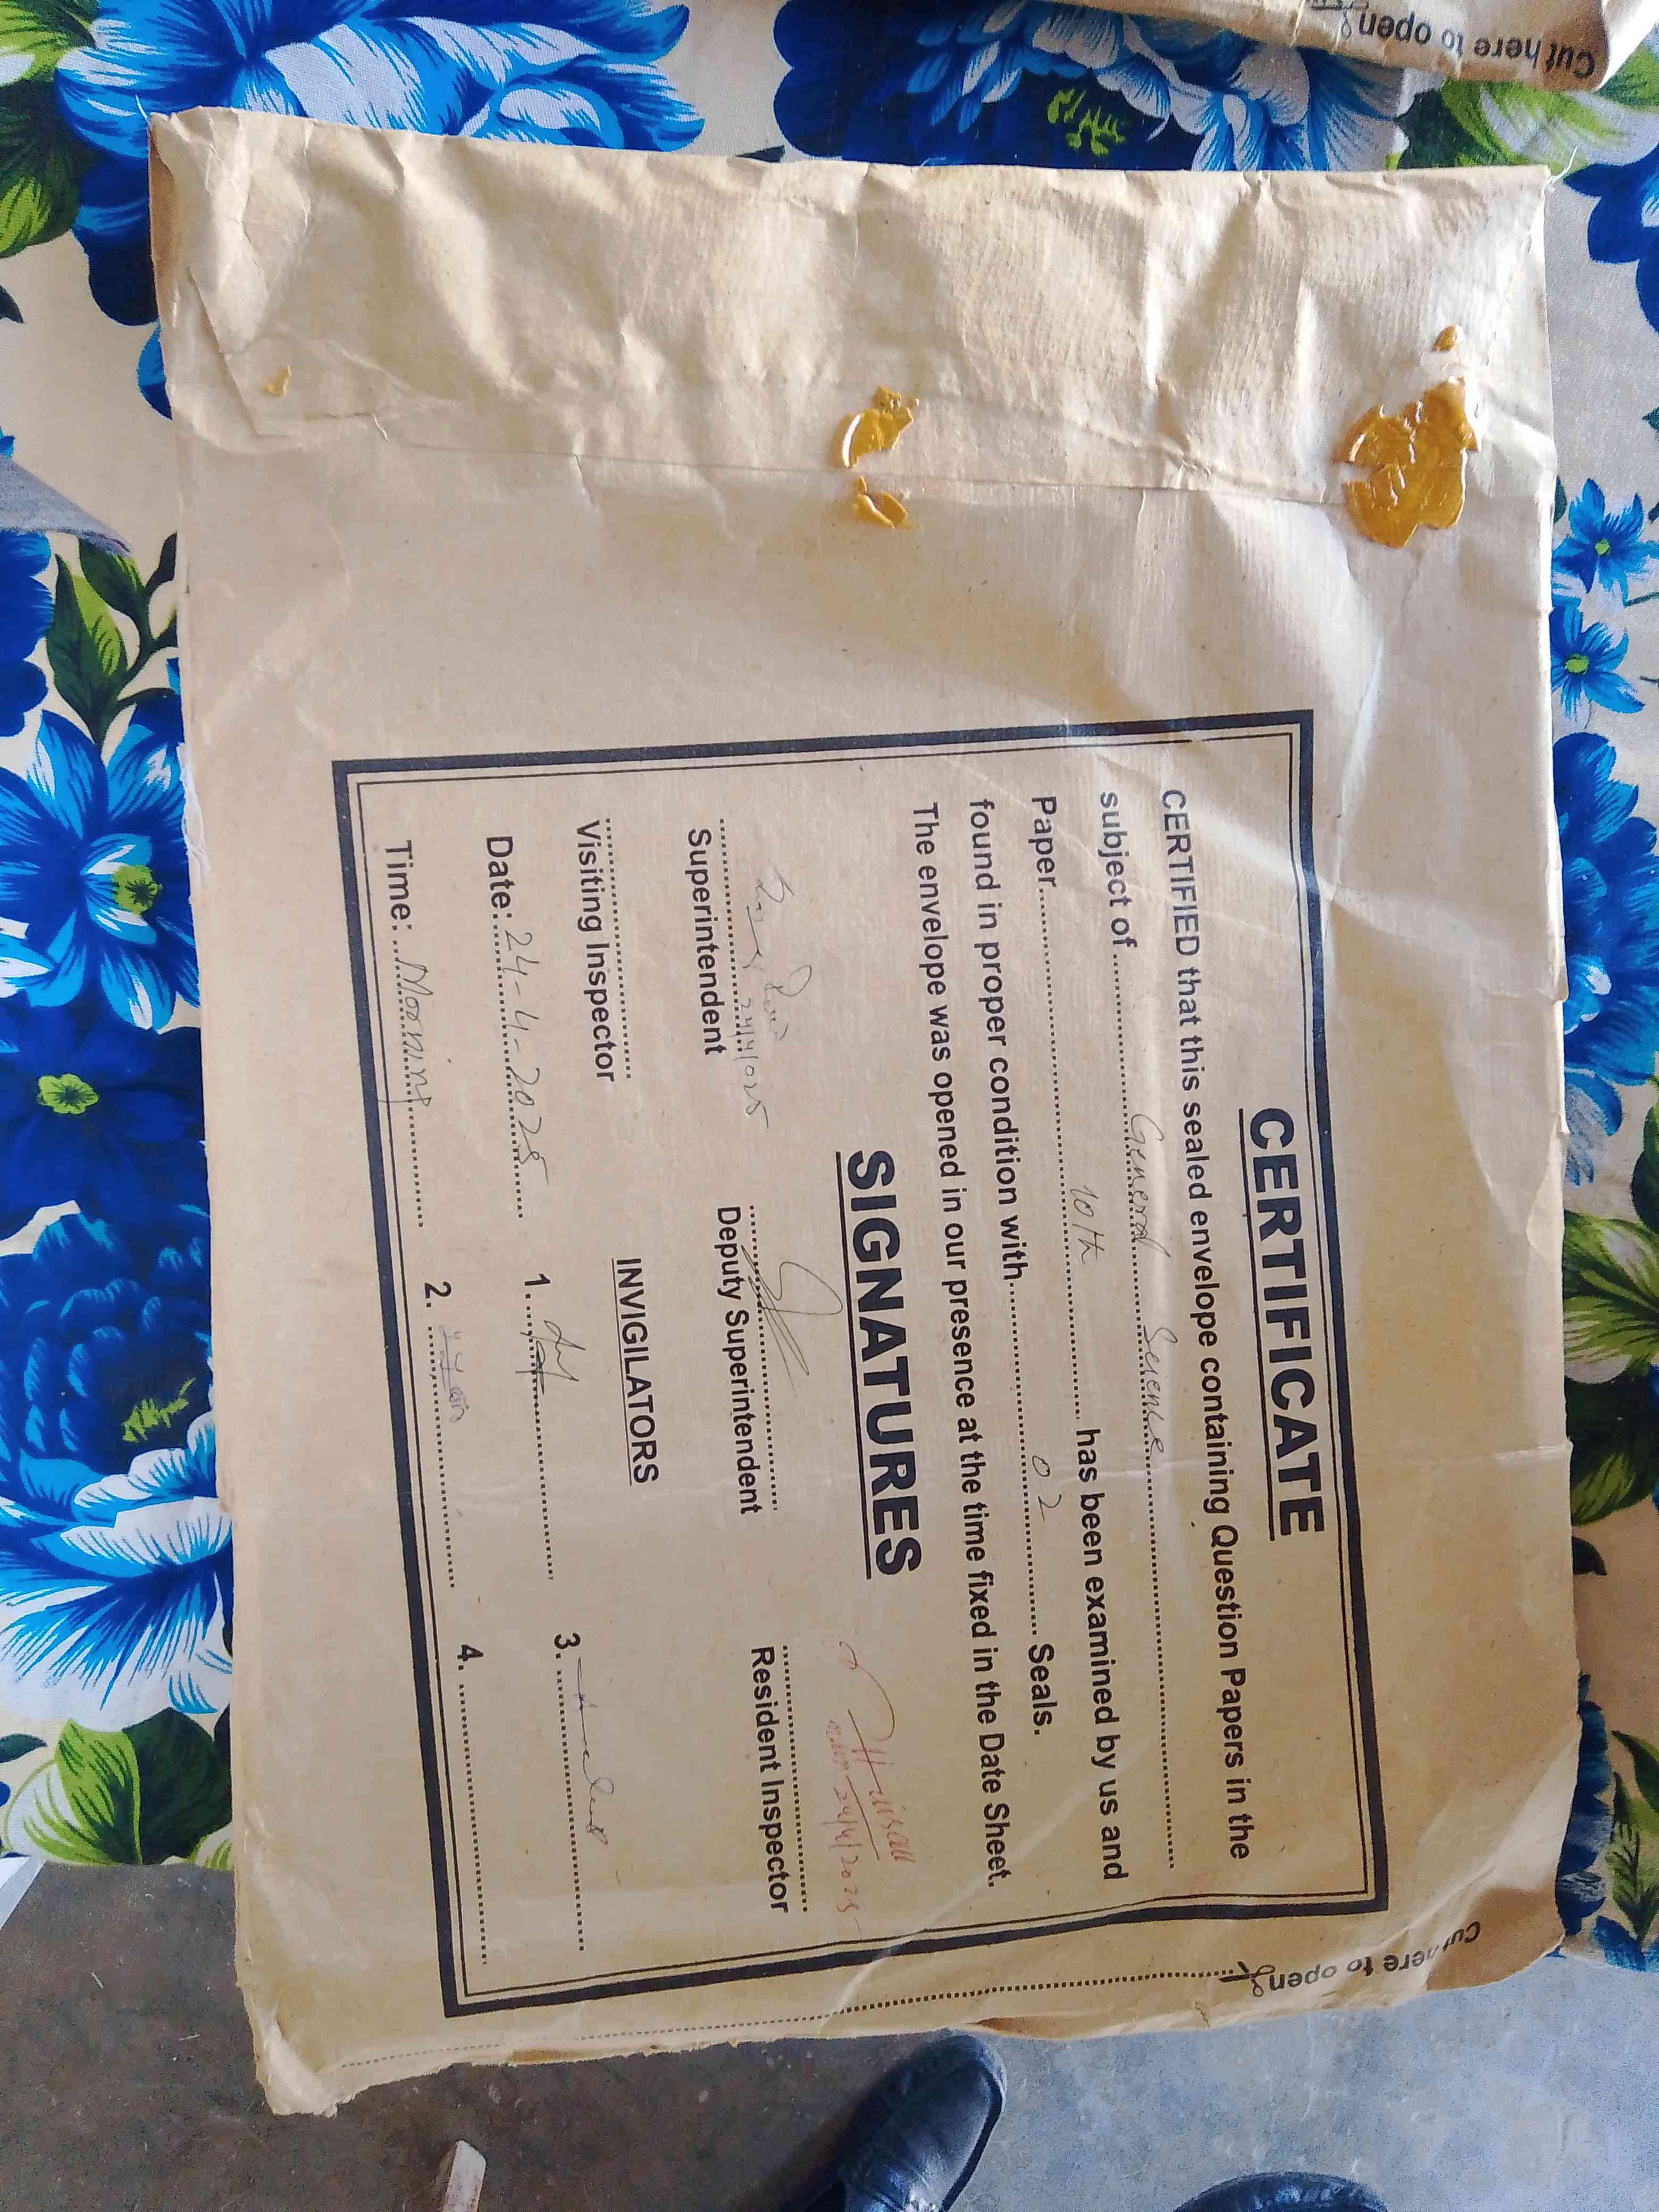 Cut here to open
CERTIFICATE
CERTIFIED that this sealed envelope containing Question Papers in the
subject of.....General Science.....
Paper.....10th..... has been examined by us and
found in proper condition with.....02..... Seals.
The envelope was opened in our presence at the time fixed in the Date Sheet.
SIGNATURES
24/4/025
24/4/2025
Superintendent Deputy Superintendent Resident Inspector
Visiting Inspector INVIGILATORS
Date: 24-4-2025 1. 3.
Time: Morning 2. 4.
Cut here to open